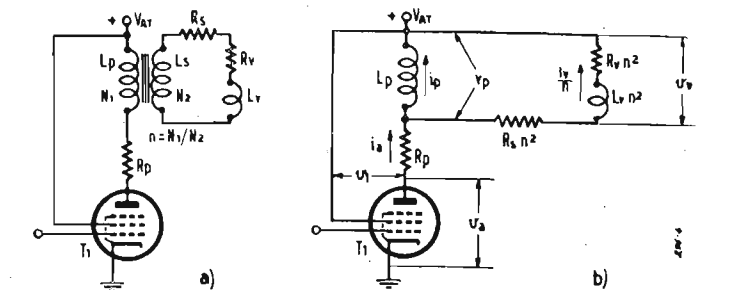 + VAT
Rs
Lp
Ls
Rv
N1
N2
Lv
n=N1/N2
Rp
T1
a)
+ VAT
Lp
ip
vp
iv/n
Rv n²
Lv n²
vv
Rs n²
ia
Rp
v1
va
T1
b)